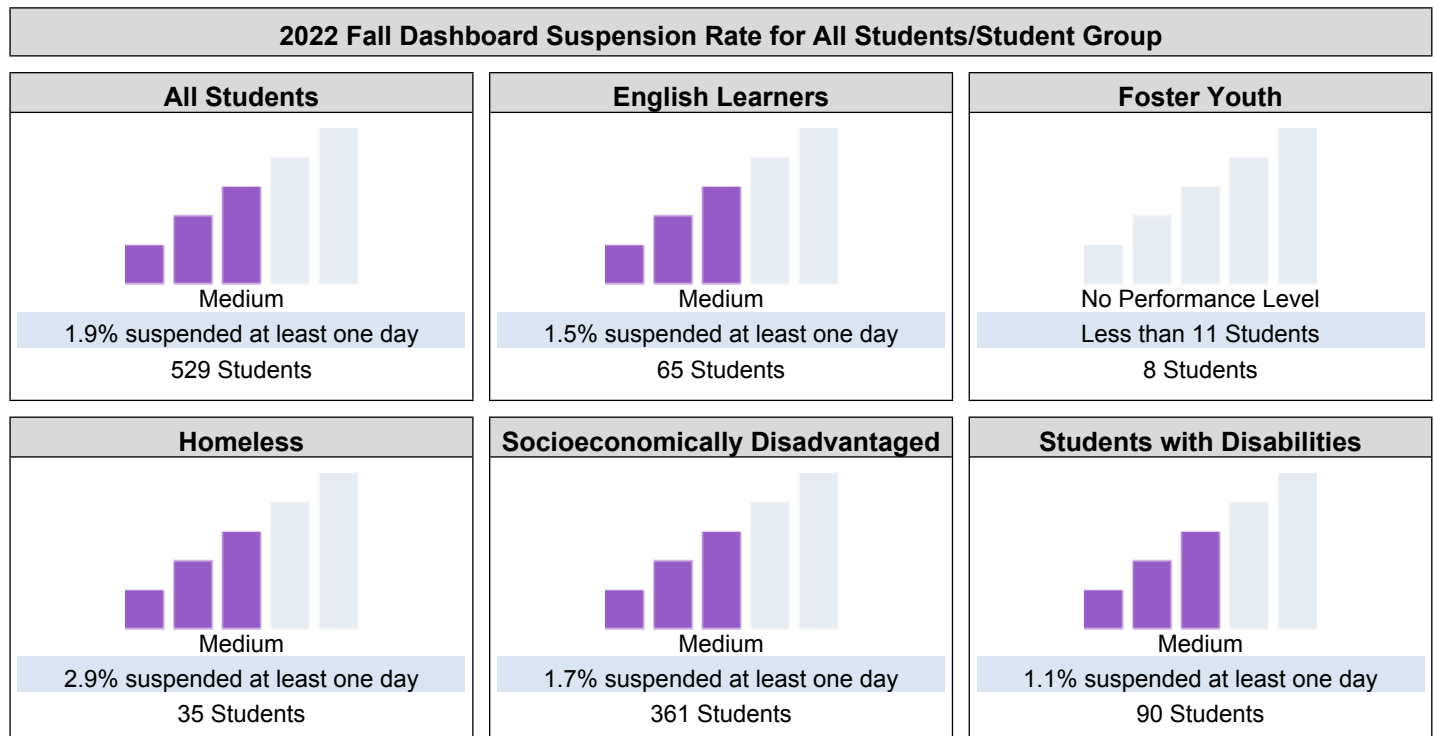 2022 Fall Dashboard Suspension Rate for All Students/Student Group
All Students
Medium
1.9% suspended at least one day
529 Students
English Learners
Medium
1.5% suspended at least one day
65 Students
Foster Youth
No Performance Level
Less than 11 Students
8 Students
Homeless
Medium
2.9% suspended at least one day
35 Students
Socioeconomically Disadvantaged
Medium
1.7% suspended at least one day
361 Students
Students with Disabilities
Medium
1.1% suspended at least one day
90 Students